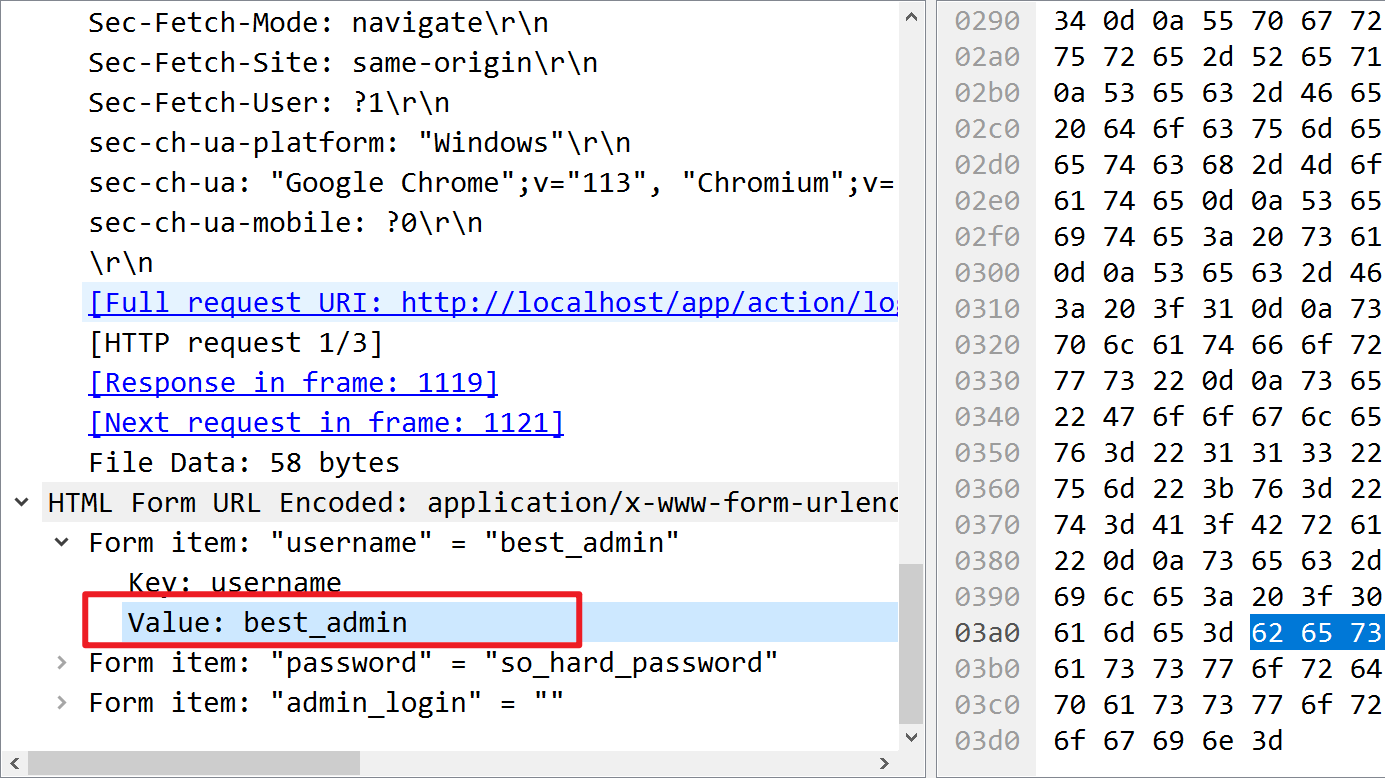 Sec-Fetch-Mode: navigate\r\n
Sec-Fetch-Site: same-origin\r\n
Sec-Fetch-User: ?1\r\n
sec-ch-ua-platform: "Windows"\r\n
sec-ch-ua: "Google Chrome";v="113", "Chromium";v=
sec-ch-ua-mobile: ?0\r\n
\r\n
[Full request URI: http://localhost/app/action/lo
[HTTP request 1/3]
[Response in frame: 1119]
[Next request in frame: 1121]
File Data: 58 bytes
HTML Form URL Encoded: application/x-www-form-urlenc
Form item: "username" = "best_admin"
Key: username
Value: best_admin
Form item: "password" = "so_hard_password"
Form item: "admin_login" = ""
0290 34 0d 0a 55 70 67 72
02a0 75 72 65 2d 52 65 71
02b0 0a 53 65 63 2d 46 65
02c0 20 64 6f 63 75 6d 65
02d0 65 74 63 68 2d 4d 6f
02e0 61 74 65 0d 0a 53 65
02f0 69 74 65 3a 20 73 61
0300 0d 0a 53 65 63 2d 46
0310 3a 20 3f 31 0d 0a 73
0320 70 6c 61 74 66 6f 72
0330 77 73 22 0d 0a 73 65
0340 22 47 6f 6f 67 6c 65
0350 76 3d 22 31 31 33 22
0360 75 6d 22 3b 76 3d 22
0370 74 3d 41 3f 42 72 61
0380 22 0d 0a 73 65 63 2d
0390 69 6c 65 3a 20 3f 30
03a0 61 6d 65 3d 62 65 73
03b0 61 73 73 77 6f 72 64
03c0 70 61 73 73 77 6f 72
03d0 6f 67 69 6e 3d